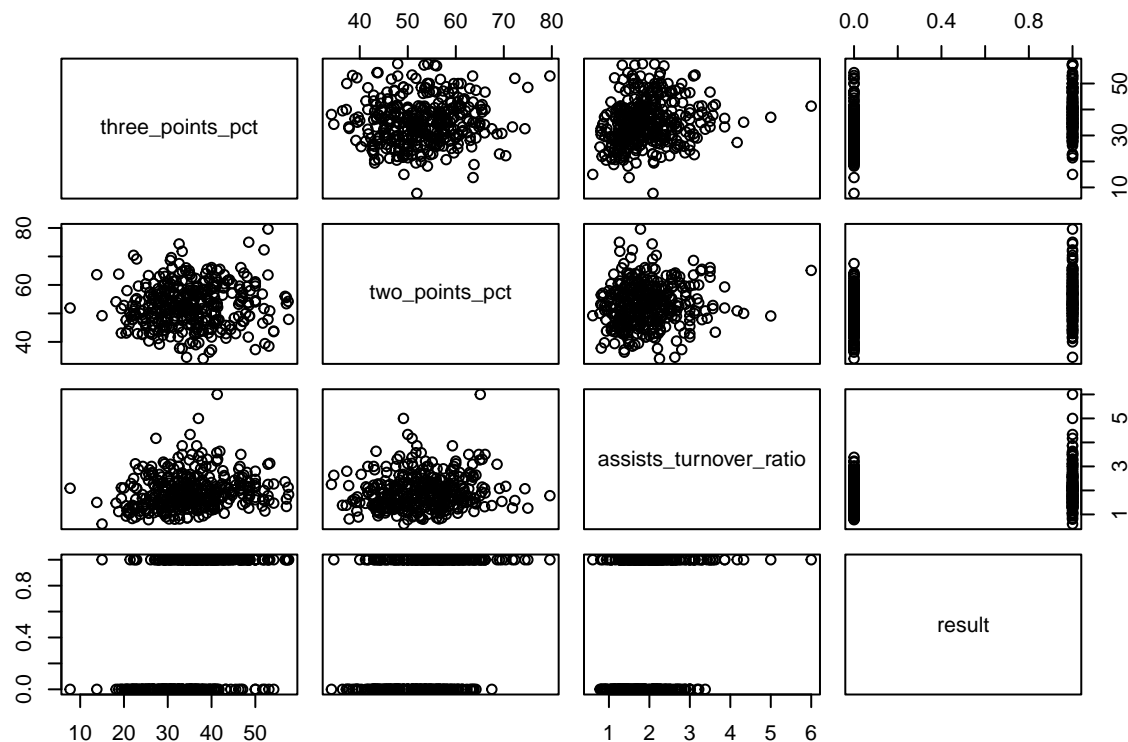 40 50 60 70 80
0.0 0.4 0.8
three_points_pct
10 30 50
40 60 80
two_points_pct
assists_turnover_ratio
1 3 5
0.0 0.4 0.8
result
10 20 30 40 50
1 2 3 4 5 6